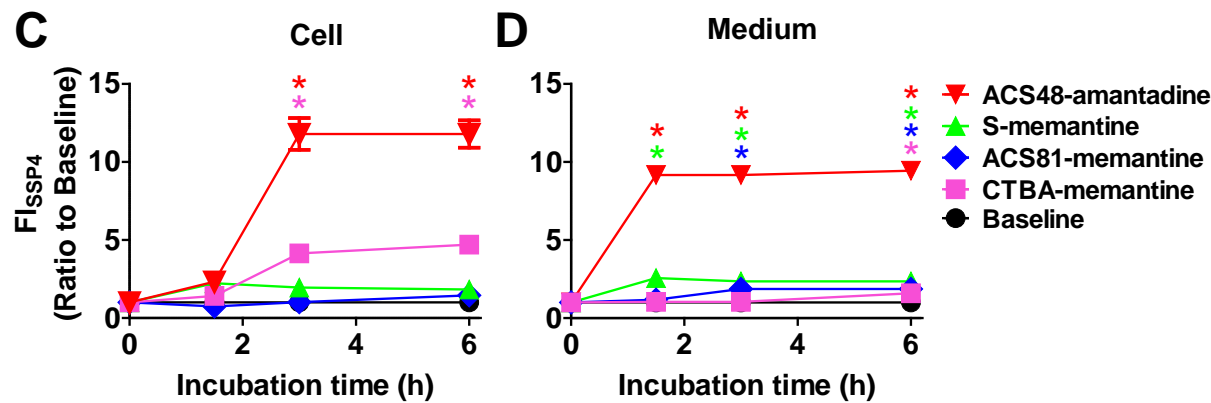 C
Cell
FI_SSP4
(Ratio to Baseline)
15
10
5
0
*
*
*
*
0
2
4
6
Incubation time (h)
D
Medium
15
10
5
0
*
*
*
*
*
*
*
*
*
0
2
4
6
Incubation time (h)
ACS48-amantadine
S-memantine
ACS81-memantine
CTBA-memantine
Baseline